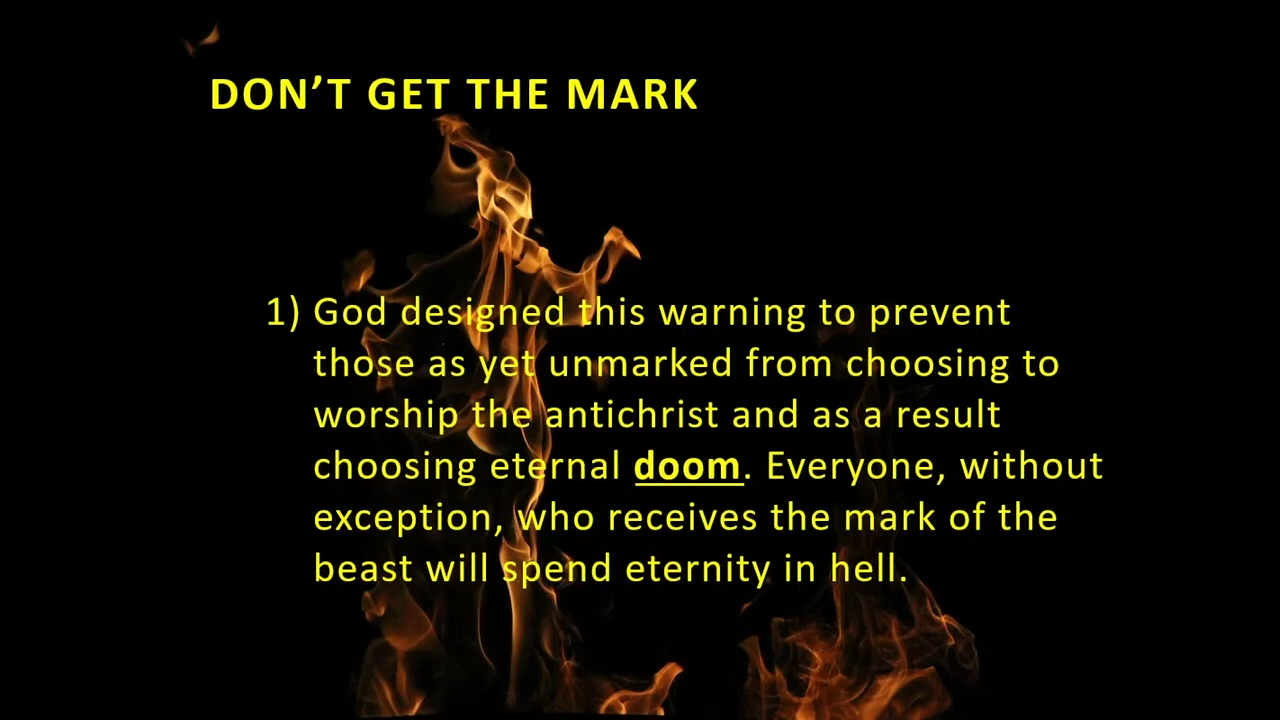 DON’T GET THE MARK
1) God designed this warning to prevent
those as yet unmarked from choosing to
worship the antichrist and as a result
choosing eternal doom. Everyone, without
exception, who receives the mark of the
beast will spend eternity in hell.